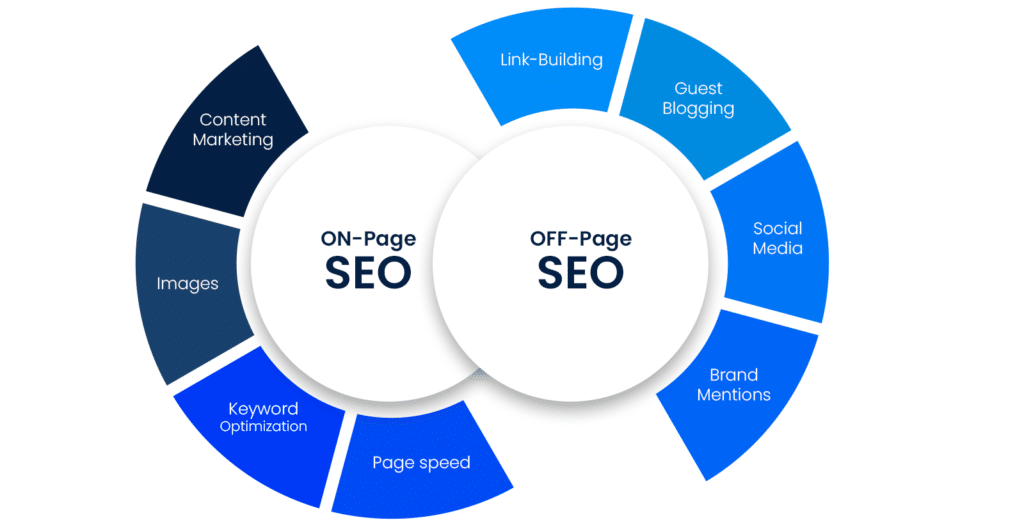 Content
Marketing
Images
Keyword
Optimization
Page speed
ON-Page
SEO
OFF-Page
SEO
Link-Building
Guest
Blogging
Social
Media
Brand
Mentions